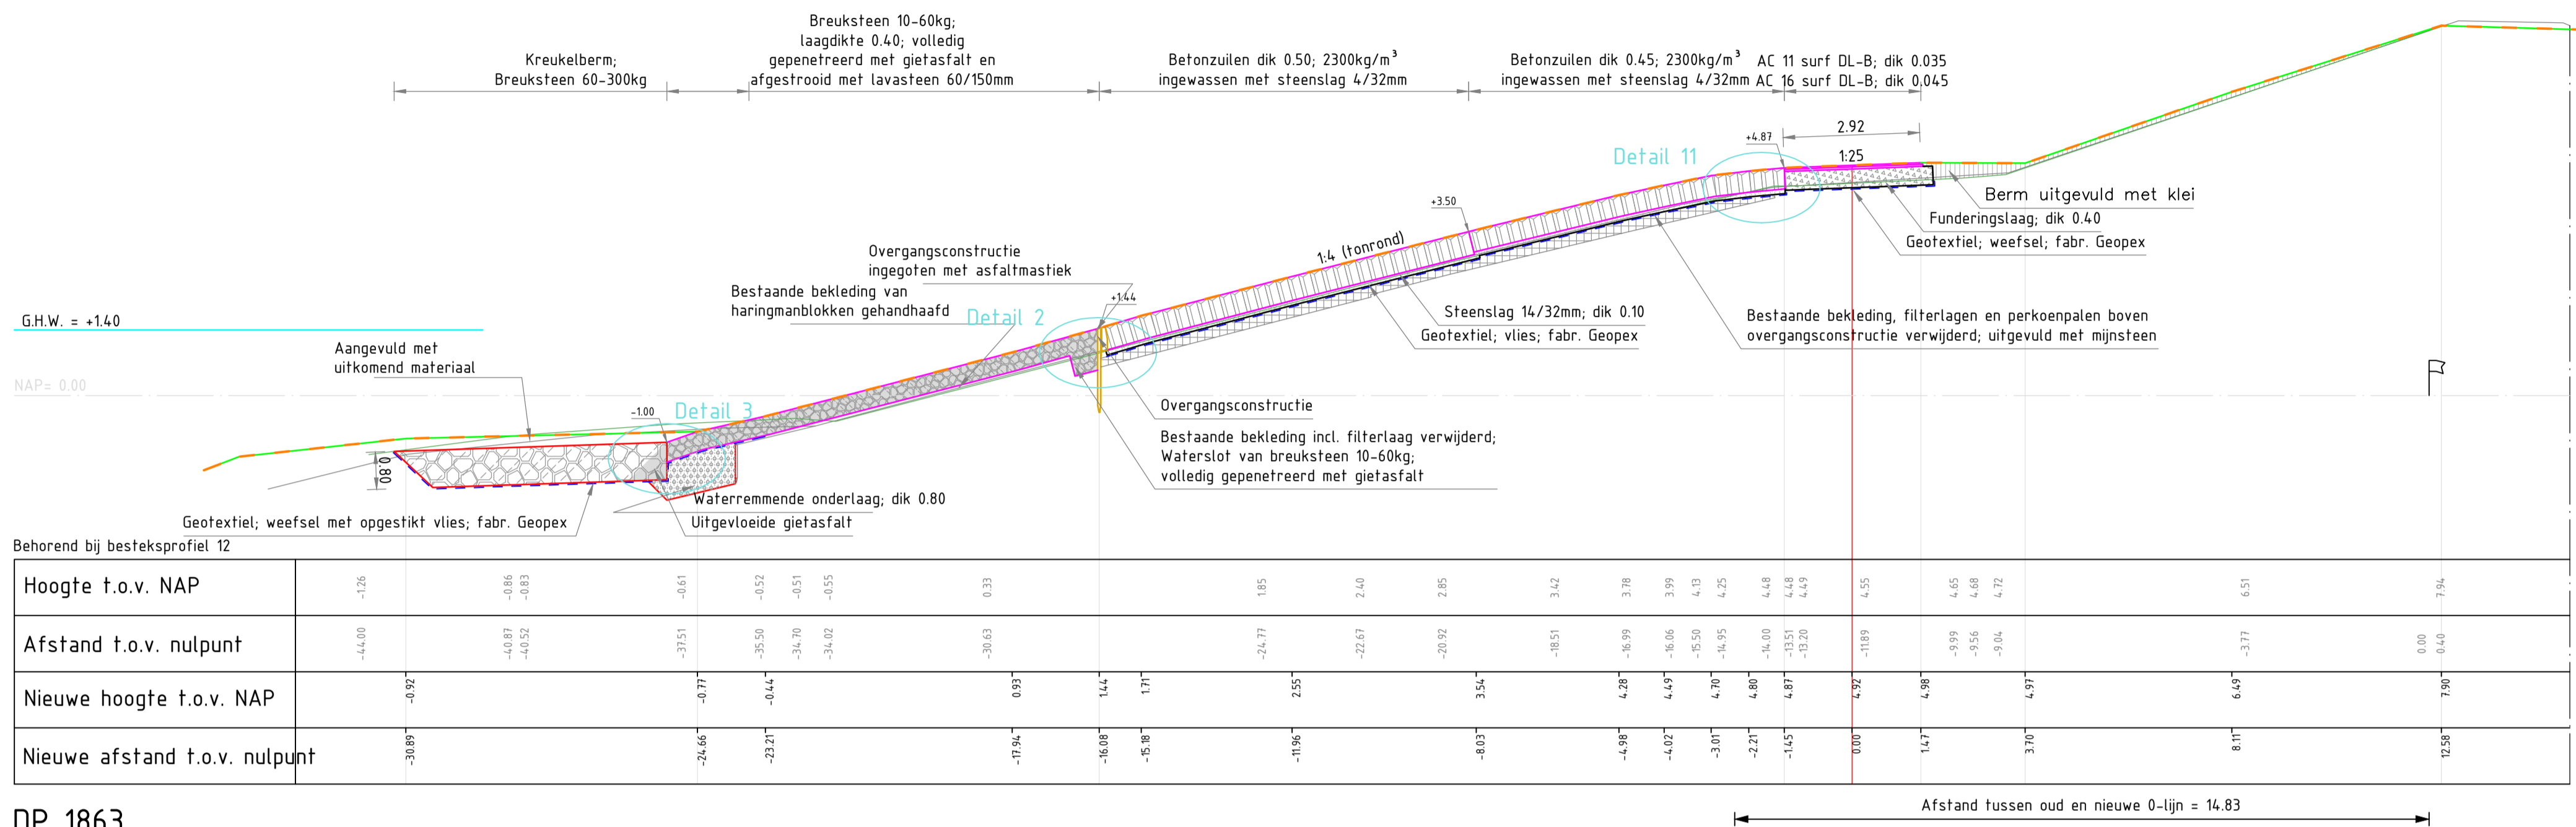 Breuksteen 10-60kg;
laagdikte 0.40; volledig
gepenetreerd met gietasfalt en
afgestrooid met lavasteen 60/150mm
Kreukelberm;
Breuksteen 60-300kg
Betonzuilen dik 0.50; 2300kg/m³
ingewassen met steenslag 4/32mm
Betonzuilen dik 0.45; 2300kg/m³
ingewassen met steenslag 4/32mm
AC 11 surf DL-B; dik 0.035
AC 16 surf DL-B; dik 0.045
2.92
+4.87
1:25
Detail 11
Berm uitgevuld met klei
Funderingslaag; dik 0.40
Geotextiel; weefsel; fabr. Geopex
+3.50
1:4 (tonrond)
Overgangsconstructie
ingegoten met asfaltmastiek
Bestaande bekleding van
haringmanblokken gehandhaafd
+1.44
Detail 2
Steenslag 14/32mm; dik 0.10
Geotextiel; vlies; fabr. Geopex
Bestaande bekleding, filterlagen en perkoenpalen boven
overgangsconstructie verwijderd; uitgevuld met mijnsteen
G.H.W. = +1.40
Aangevuld met
uitkomend materiaal
NAP= 0.00
-1.00
Detail 3
Overgangsconstructie
Bestaande bekleding incl. filterlaag verwijderd;
Waterslot van breuksteen 10-60kg;
volledig gepenetreerd met gietasfalt
0.80
Waterremmende onderlaag; dik 0.80
Geotextiel; weefsel met opgestikt vlies; fabr. Geopex
Uitgevloeide gietasfalt
Behorend bij besteksprofiel 12
Hoogte t.o.v. NAP -1.26 -0.86 -0.83 -0.61 -0.52 -0.51 -0.55 0.33 1.85 2.40 2.85 3.42 3.78 3.99 4.13 4.25 4.48 4.48 4.49 4.55 4.65 4.68 4.72 6.51 7.94
Afstand t.o.v. nulpunt -44.00 -40.87 -40.52 -37.51 -35.50 -34.70 -34.02 -30.63 -24.77 -22.67 -20.92 -18.51 -16.99 -16.06 -15.50 -14.95 -14.00 -13.51 -13.20 -11.89 -9.99 -9.56 -9.04 -3.77 0.00 0.40
Nieuwe hoogte t.o.v. NAP -0.92 -0.77 -0.44 0.93 1.44 1.71 2.55 3.54 4.28 4.49 4.70 4.80 4.87 4.92 4.98 4.97 6.49 7.90
Nieuwe afstand t.o.v. nulpunt -30.89 -24.66 -23.21 -17.94 -16.08 -15.18 -11.96 -8.03 -4.98 -4.02 -3.01 -2.21 -1.45 0.00 1.47 3.70 8.11 12.58
Afstand tussen oud en nieuwe 0-lijn = 14.83
DP 1863